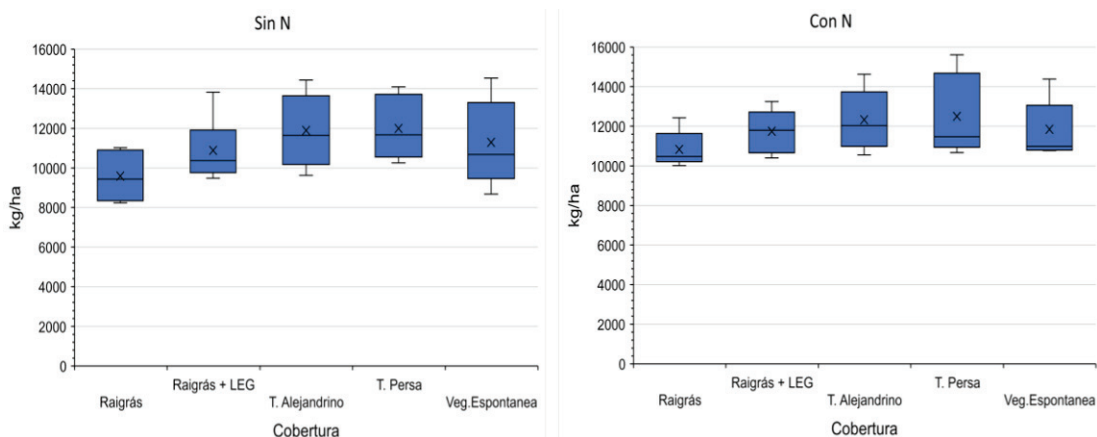 Sin N
16000
14000
12000
10000
8000
6000
4000
2000
0
kg/ha
Raigrás
Raigrás + LEG
T. Alejandrino
T. Persa
Veg.Espontanea
Cobertura
Con N
16000
14000
12000
10000
8000
6000
4000
2000
0
kg/ha
Raigrás
Raigrás + LEG
T. Alejandrino
T. Persa
Veg.Espontanea
Cobertura